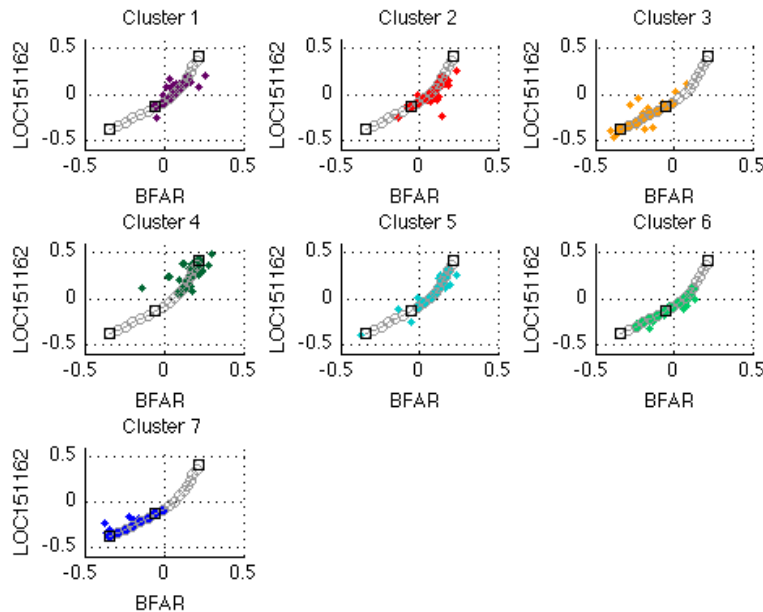 Cluster 1
Cluster 2
Cluster 3
0.5
0.5
0.5
LOC151162
0
LOC151162
0
LOC151162
0
-0.5
-0.5
-0.5
-0.5
0
0.5
-0.5
0
0.5
-0.5
0
0.5
BFAR
BFAR
BFAR
Cluster 4
Cluster 5
Cluster 6
0.5
0.5
0.5
LOC151162
0
LOC151162
0
LOC151162
0
-0.5
-0.5
-0.5
-0.5
0
0.5
-0.5
0
0.5
-0.5
0
0.5
BFAR
BFAR
BFAR
Cluster 7
0.5
LOC151162
0
-0.5
-0.5
0
0.5
BFAR